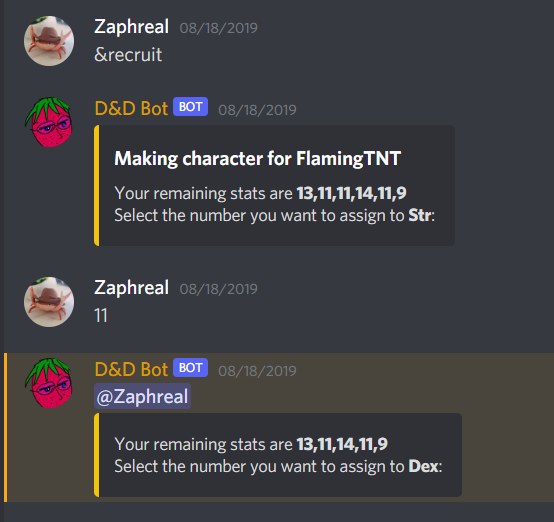 Zaphreal 08/18/2019
&recruit
D&D Bot BOT 08/18/2019
Making character for FlamingTNT
Your remaining stats are 13,11,11,14,11,9
Select the number you want to assign to Str:
Zaphreal 08/18/2019
11
D&D Bot BOT 08/18/2019
@Zaphreal
Your remaining stats are 13,11,14,11,9
Select the number you want to assign to Dex: